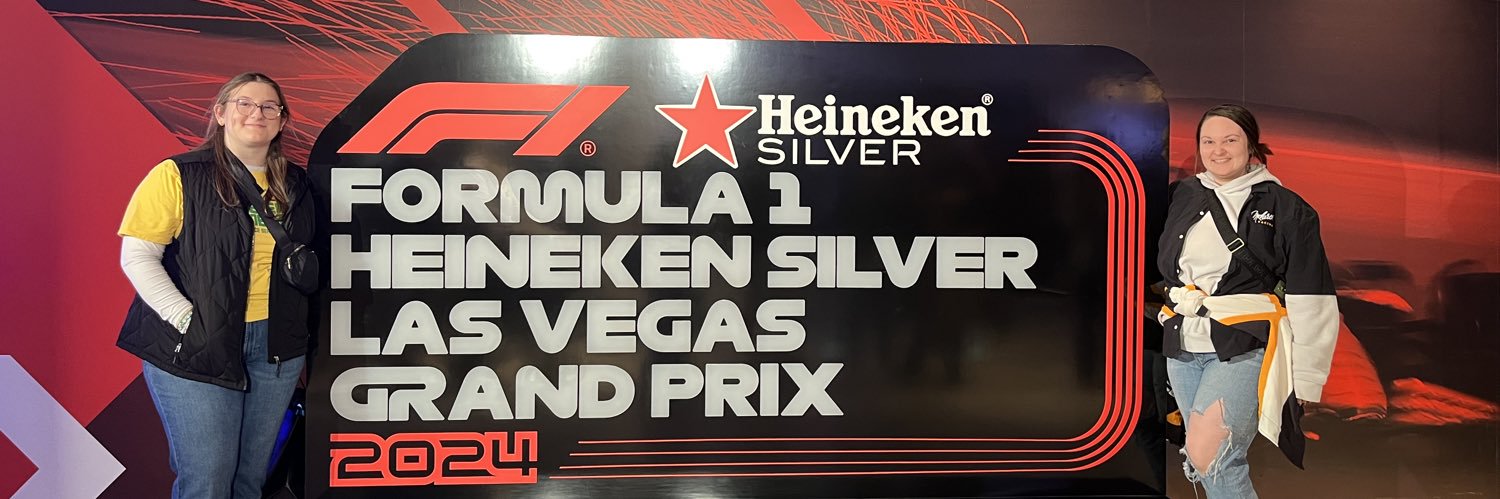 F1®
Heineken®
SILVER
FORMULA 1
HEINEKEN SILVER
LAS VEGAS
GRAND PRIX
2024